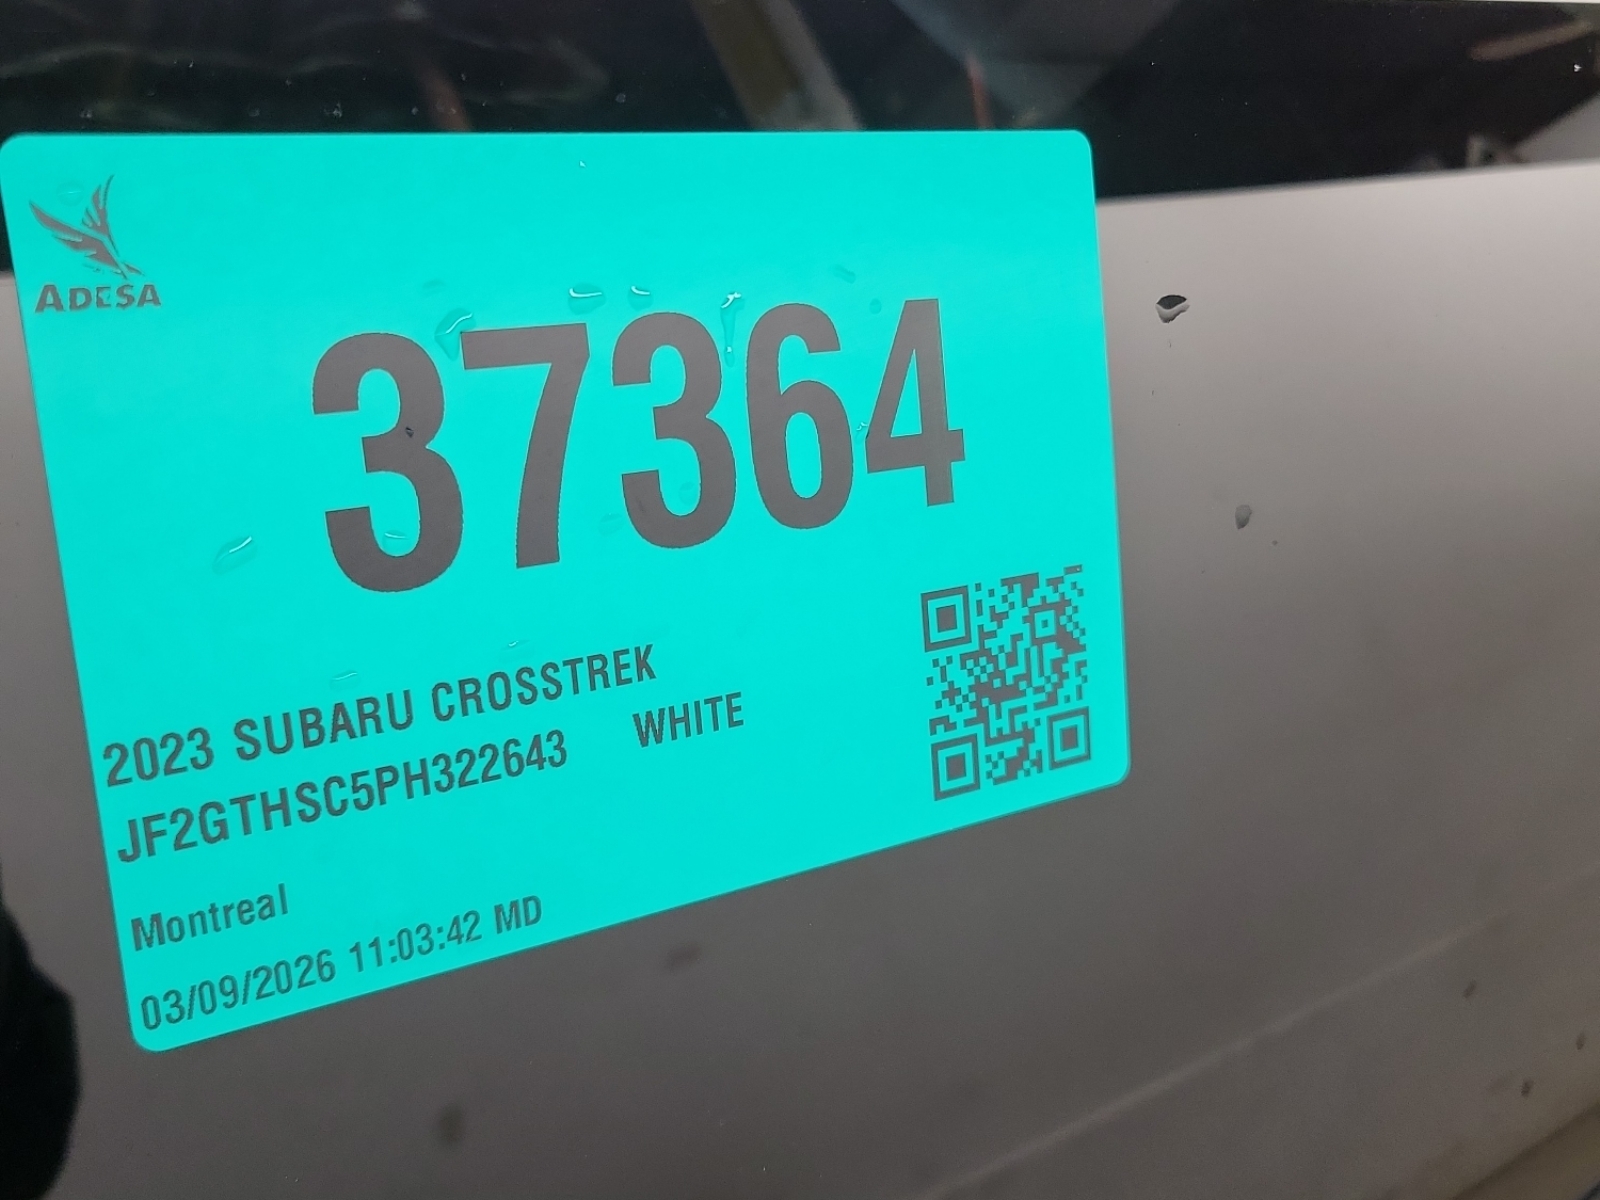 ADESA
37364
2023 SUBARU CROSSTREK
JF2GTHSC5PH322643 WHITE
Montreal
03/09/2026 11:03:42 MD